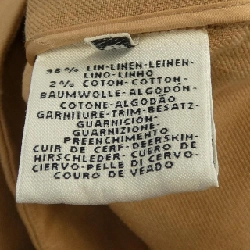 98% LIN-LINEN-LEINEN-
LINO-LINHO
2% COTON-COTTON-
BAUMWOLLE-ALGODÓN-
COTONE-ALGODÃO
GARNITURE-TRIM-BESATZ-
GUARNICIÓN-
GUARNIZIONE-
PREENCHIMENTO
CUIR DE CERF-DEERSKIN-
HIRSCHLEDER-CUERO DE
CIERVO-PELLE DI CERVO-
COURO DE VEADO